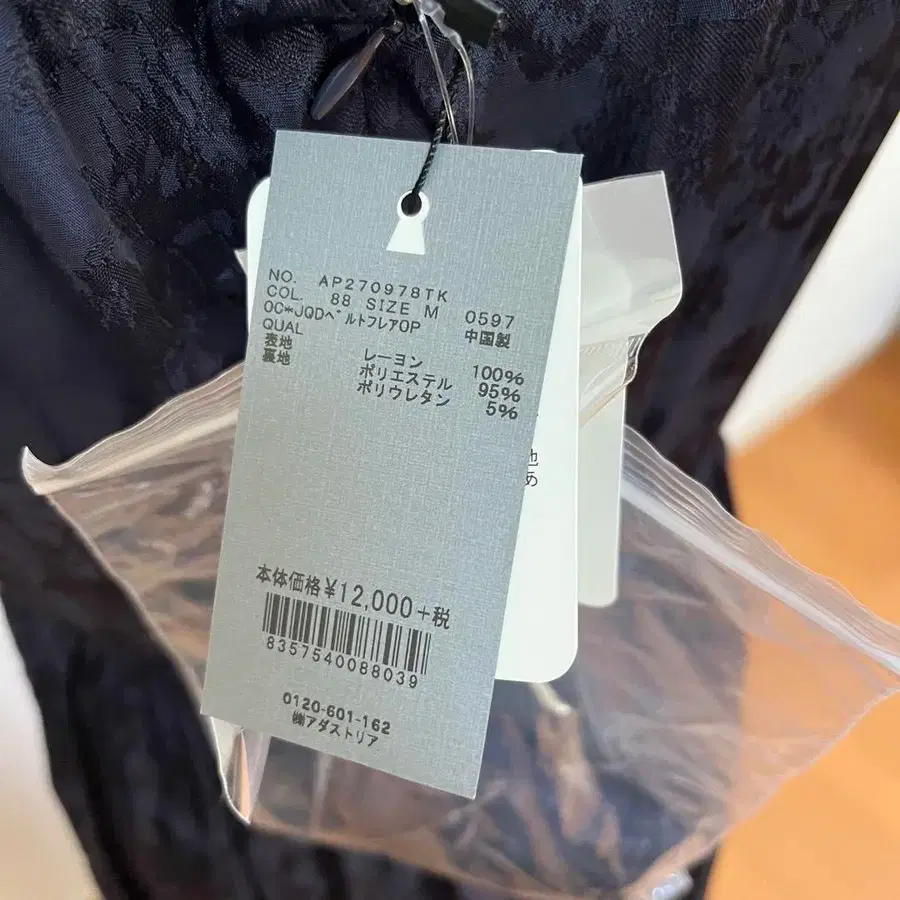 NO. AP270978TK
COL. 88 SIZE M 0597
OC*JQDベルトフレアOP 中国製
QUAL
表地 レーヨン 100%
裏地 ポリエステル 95%
ポリウレタン 5%
本体価格¥12,000+税
8357540088039
0120-601-162
㈱アダストリア